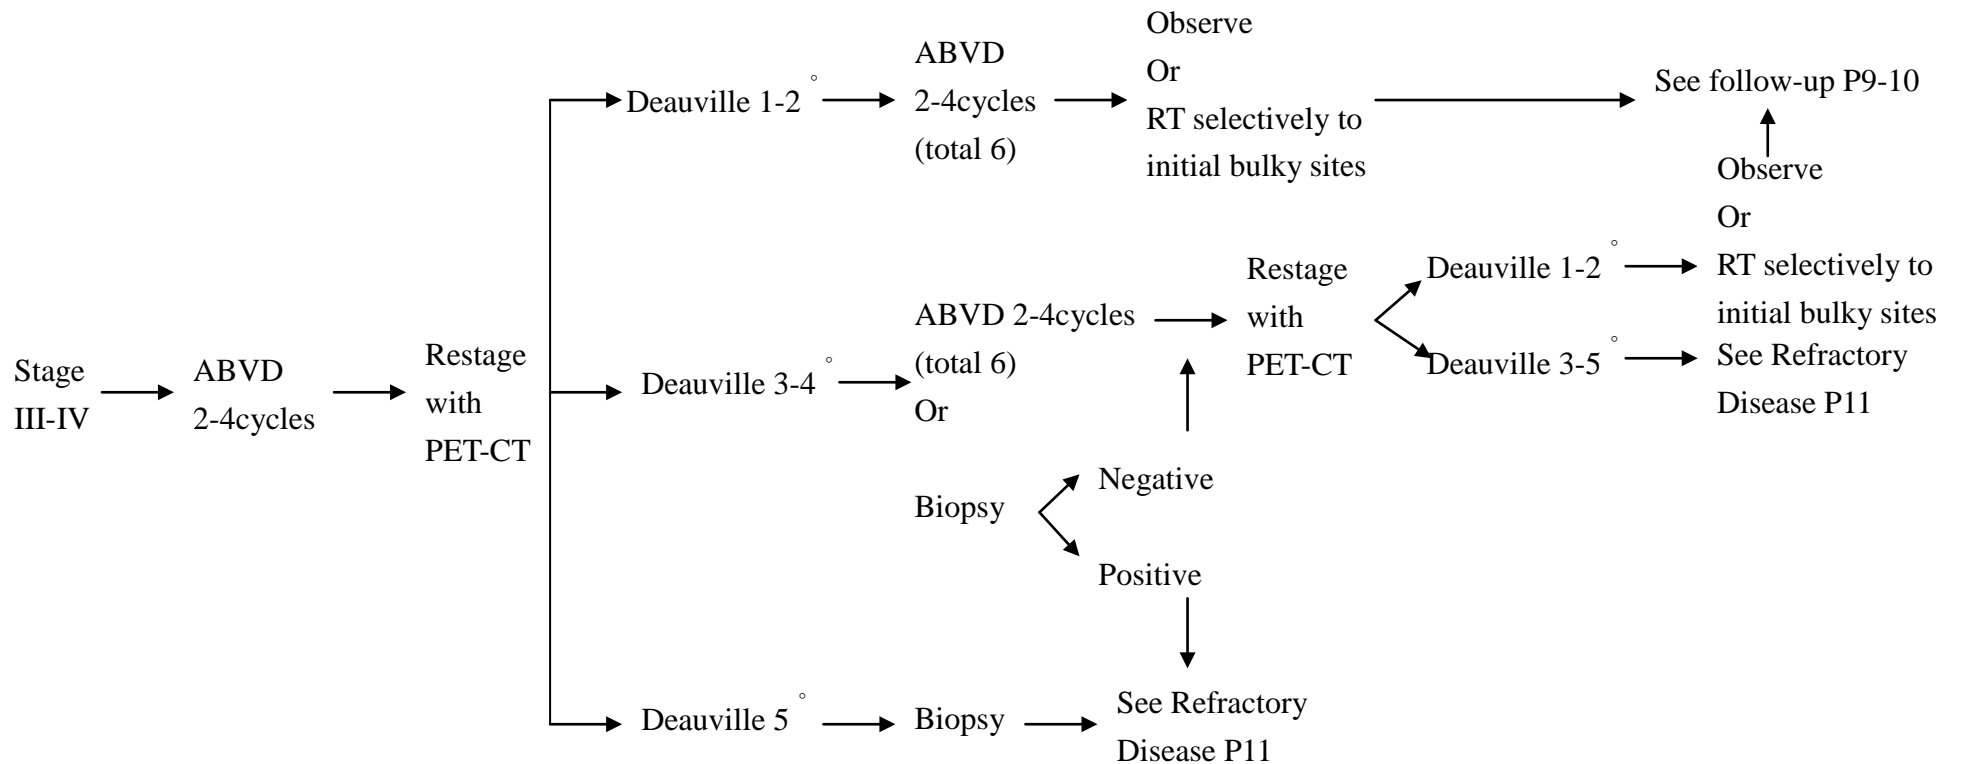 Stage
III-IV
ABVD
2-4cycles
Restage
with
PET-CT
Deauville 1-2°
ABVD
2-4cycles
(total 6)
Observe
Or
RT selectively to
initial bulky sites
See follow-up P9-10
Deauville 3-4°
ABVD 2-4cycles
(total 6)
Or
Biopsy
Negative
Positive
Restage
with
PET-CT
Deauville 1-2°
Observe
Or
RT selectively to
initial bulky sites
Deauville 3-5°
See Refractory
Disease P11
Deauville 5°
Biopsy
See Refractory
Disease P11